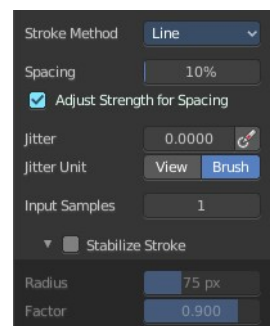 Stroke Method Line
Spacing 10%
Adjust Strength for Spacing
Jitter 0.0000
Jitter Unit View Brush
Input Samples 1
Stabilize Stroke
Radius 75 px
Factor 0.900